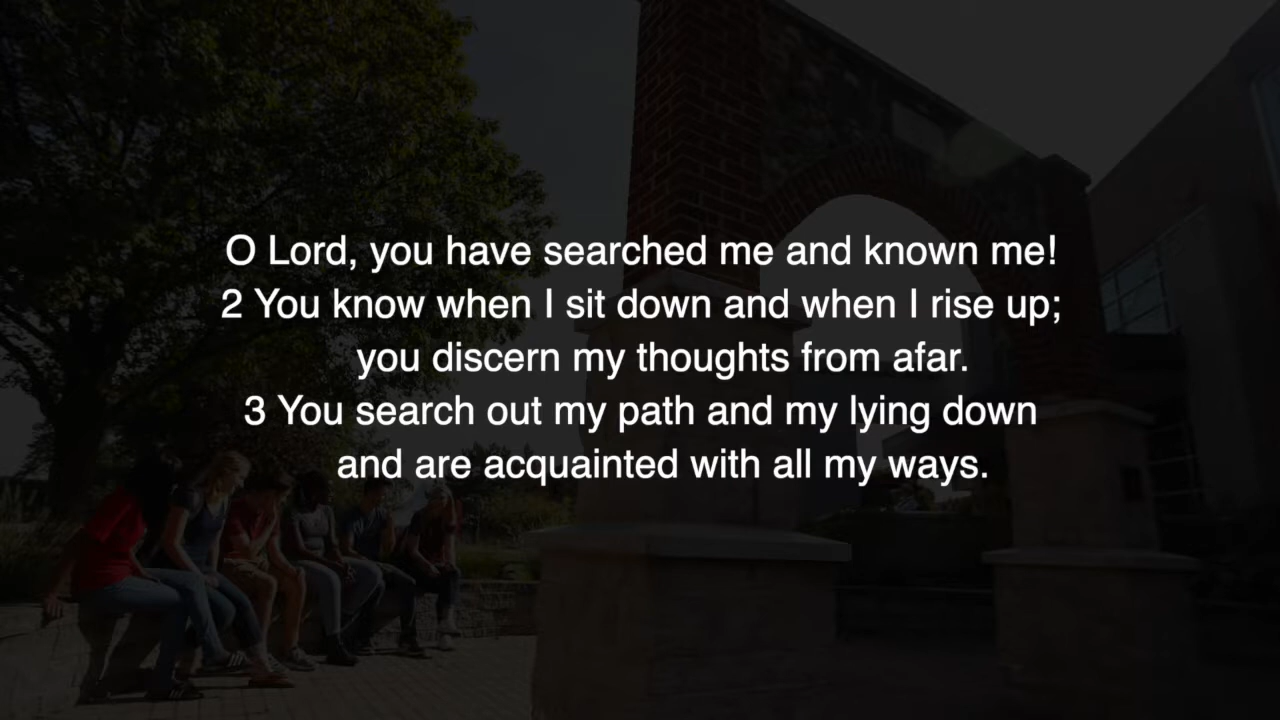 O Lord, you have searched me and known me!
2 You know when I sit down and when I rise up;
you discern my thoughts from afar.
3 You search out my path and my lying down
and are acquainted with all my ways.